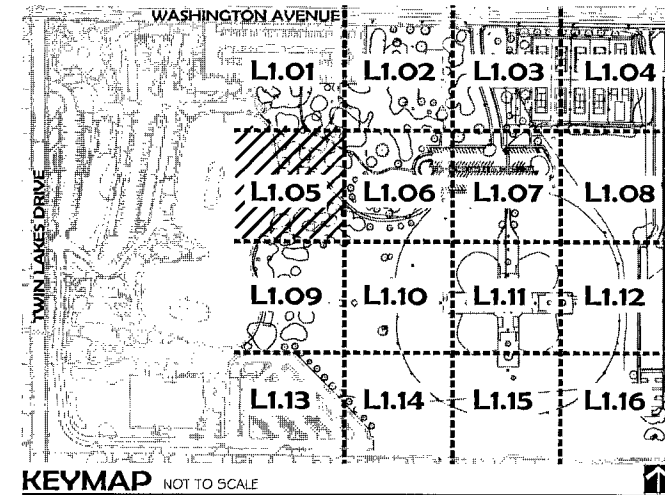 WASHINGTON AVENUE
L1.01 L1.02 L1.03 L1.04
TWIN LAKES DRIVE
L1.05 L1.06 L1.07 L1.08
L1.09 L1.10 L1.11 L1.12
L1.13 L1.14 L1.15 L1.16
KEYMAP NOT TO SCALE